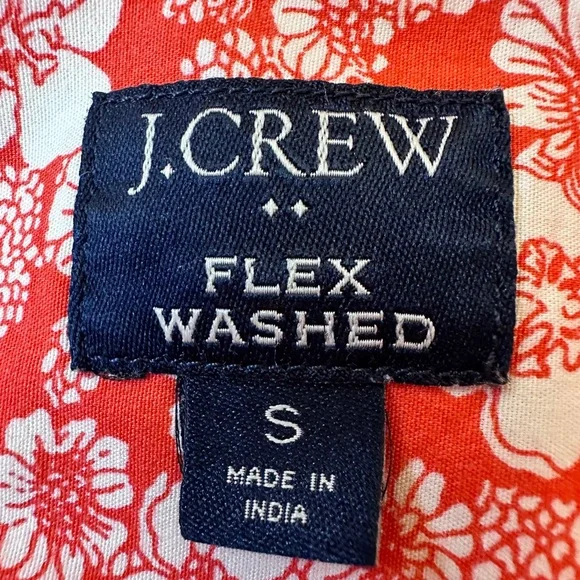 J.CREW
FLEX
WASHED
S
MADE IN
INDIA